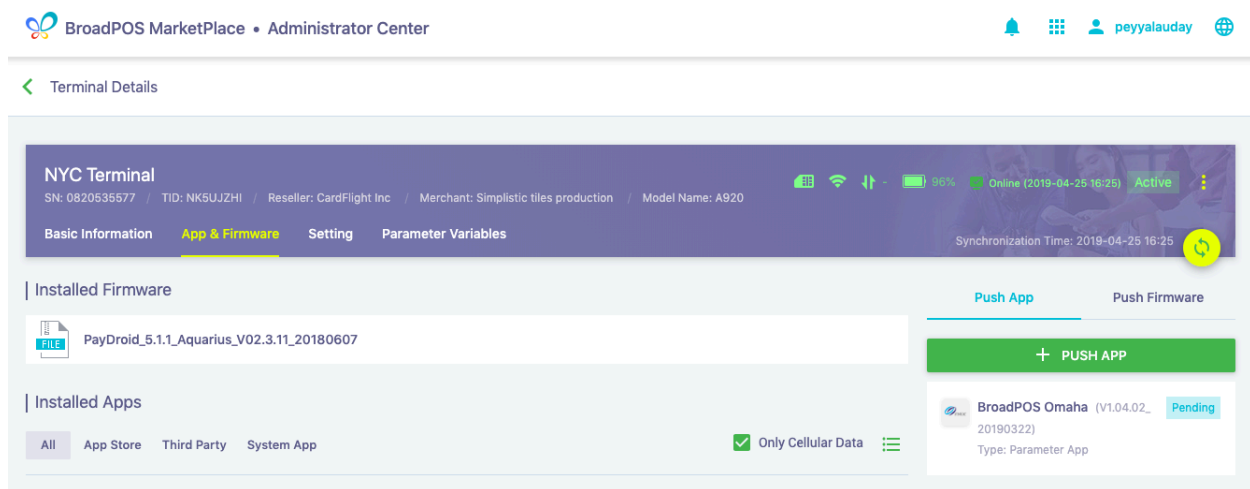 BroadPOS MarketPlace • Administrator Center
peyyalauday
Terminal Details
NYC Terminal
SN: 0820535577 / TID: NK5UJZHI / Reseller: CardFlight Inc / Merchant: Simplistic tiles production / Model Name: A920
- 96% Online (2019-04-25 16:25) Active
Basic Information App & Firmware Setting Parameter Variables
Synchronization Time: 2019-04-25 16:25
Installed Firmware
FILE
PayDroid_5.1.1_Aquarius_V02.3.11_20180607
Installed Apps
All App Store Third Party System App
Only Cellular Data
Push App Push Firmware
+ PUSH APP
BroadPOS Omaha (V1.04.02_
20190322)
Pending
Type: Parameter App